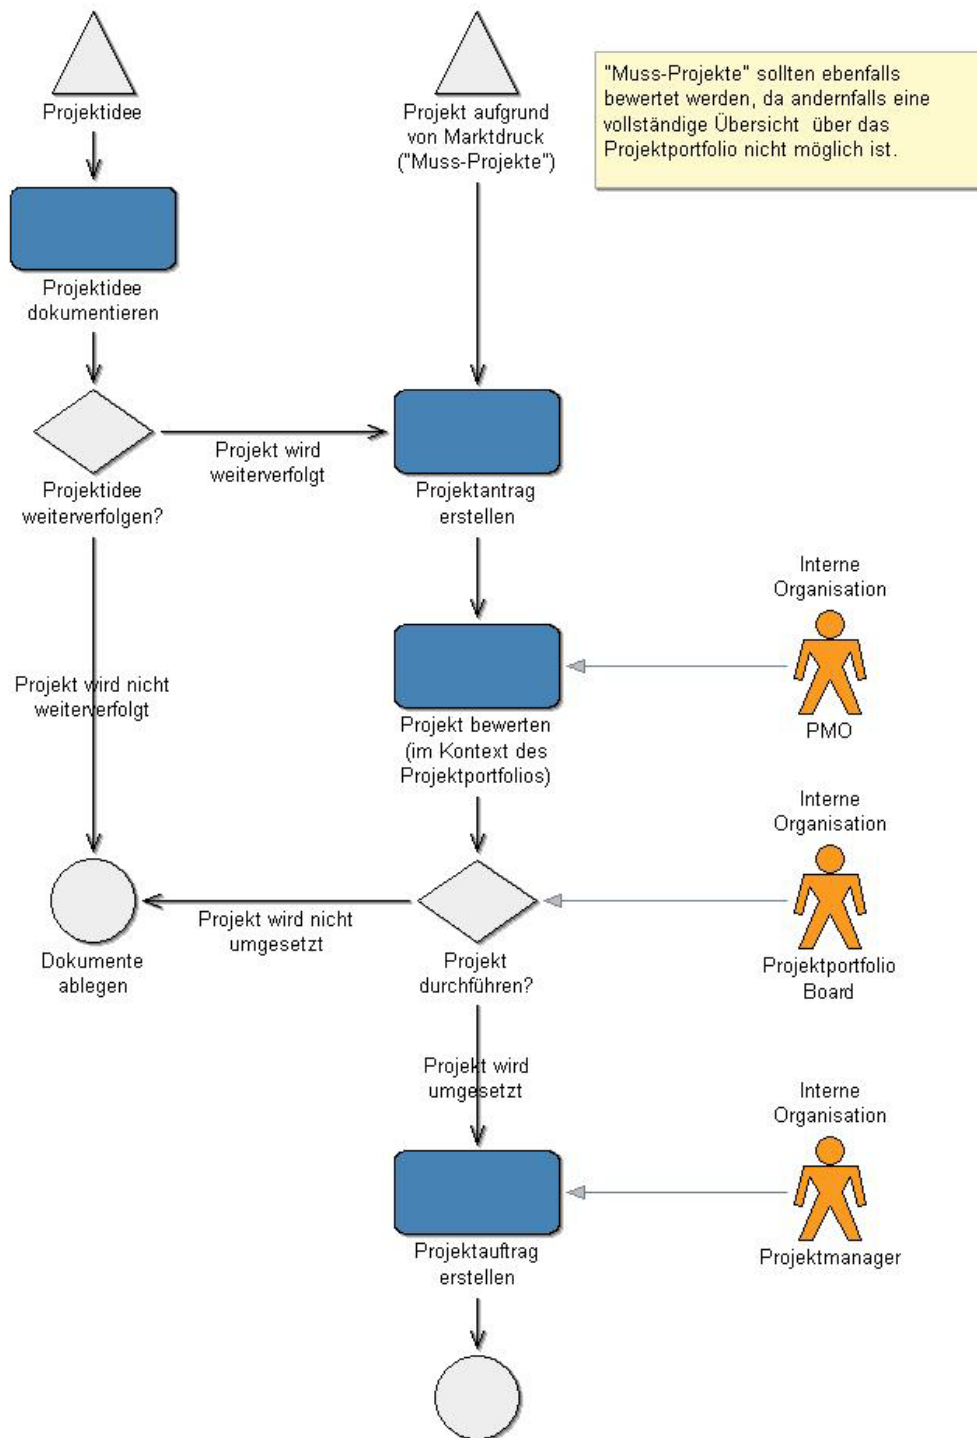 Projektidee
Projekt aufgrund
von Marktdruck
("Muss-Projekte")
"Muss-Projekte" sollten ebenfalls
bewertet werden, da andernfalls eine
vollständige Übersicht über das
Projektportfolio nicht möglich ist.
Projektidee
dokumentieren
Projekt wird
weiterverfolgt
Projektidee
weiterverfolgen?
Projektantrag
erstellen
Interne
Organisation
PMO
Projekt wird nicht
weiterverfolgt
Projekt bewerten
(im Kontext des
Projektportfolios)
Interne
Organisation
Projektportfolio
Board
Projekt wird nicht
umgesetzt
Dokumente
ablegen
Projekt
durchführen?
Projekt wird
umgesetzt
Interne
Organisation
Projektmanager
Projektauftrag
erstellen